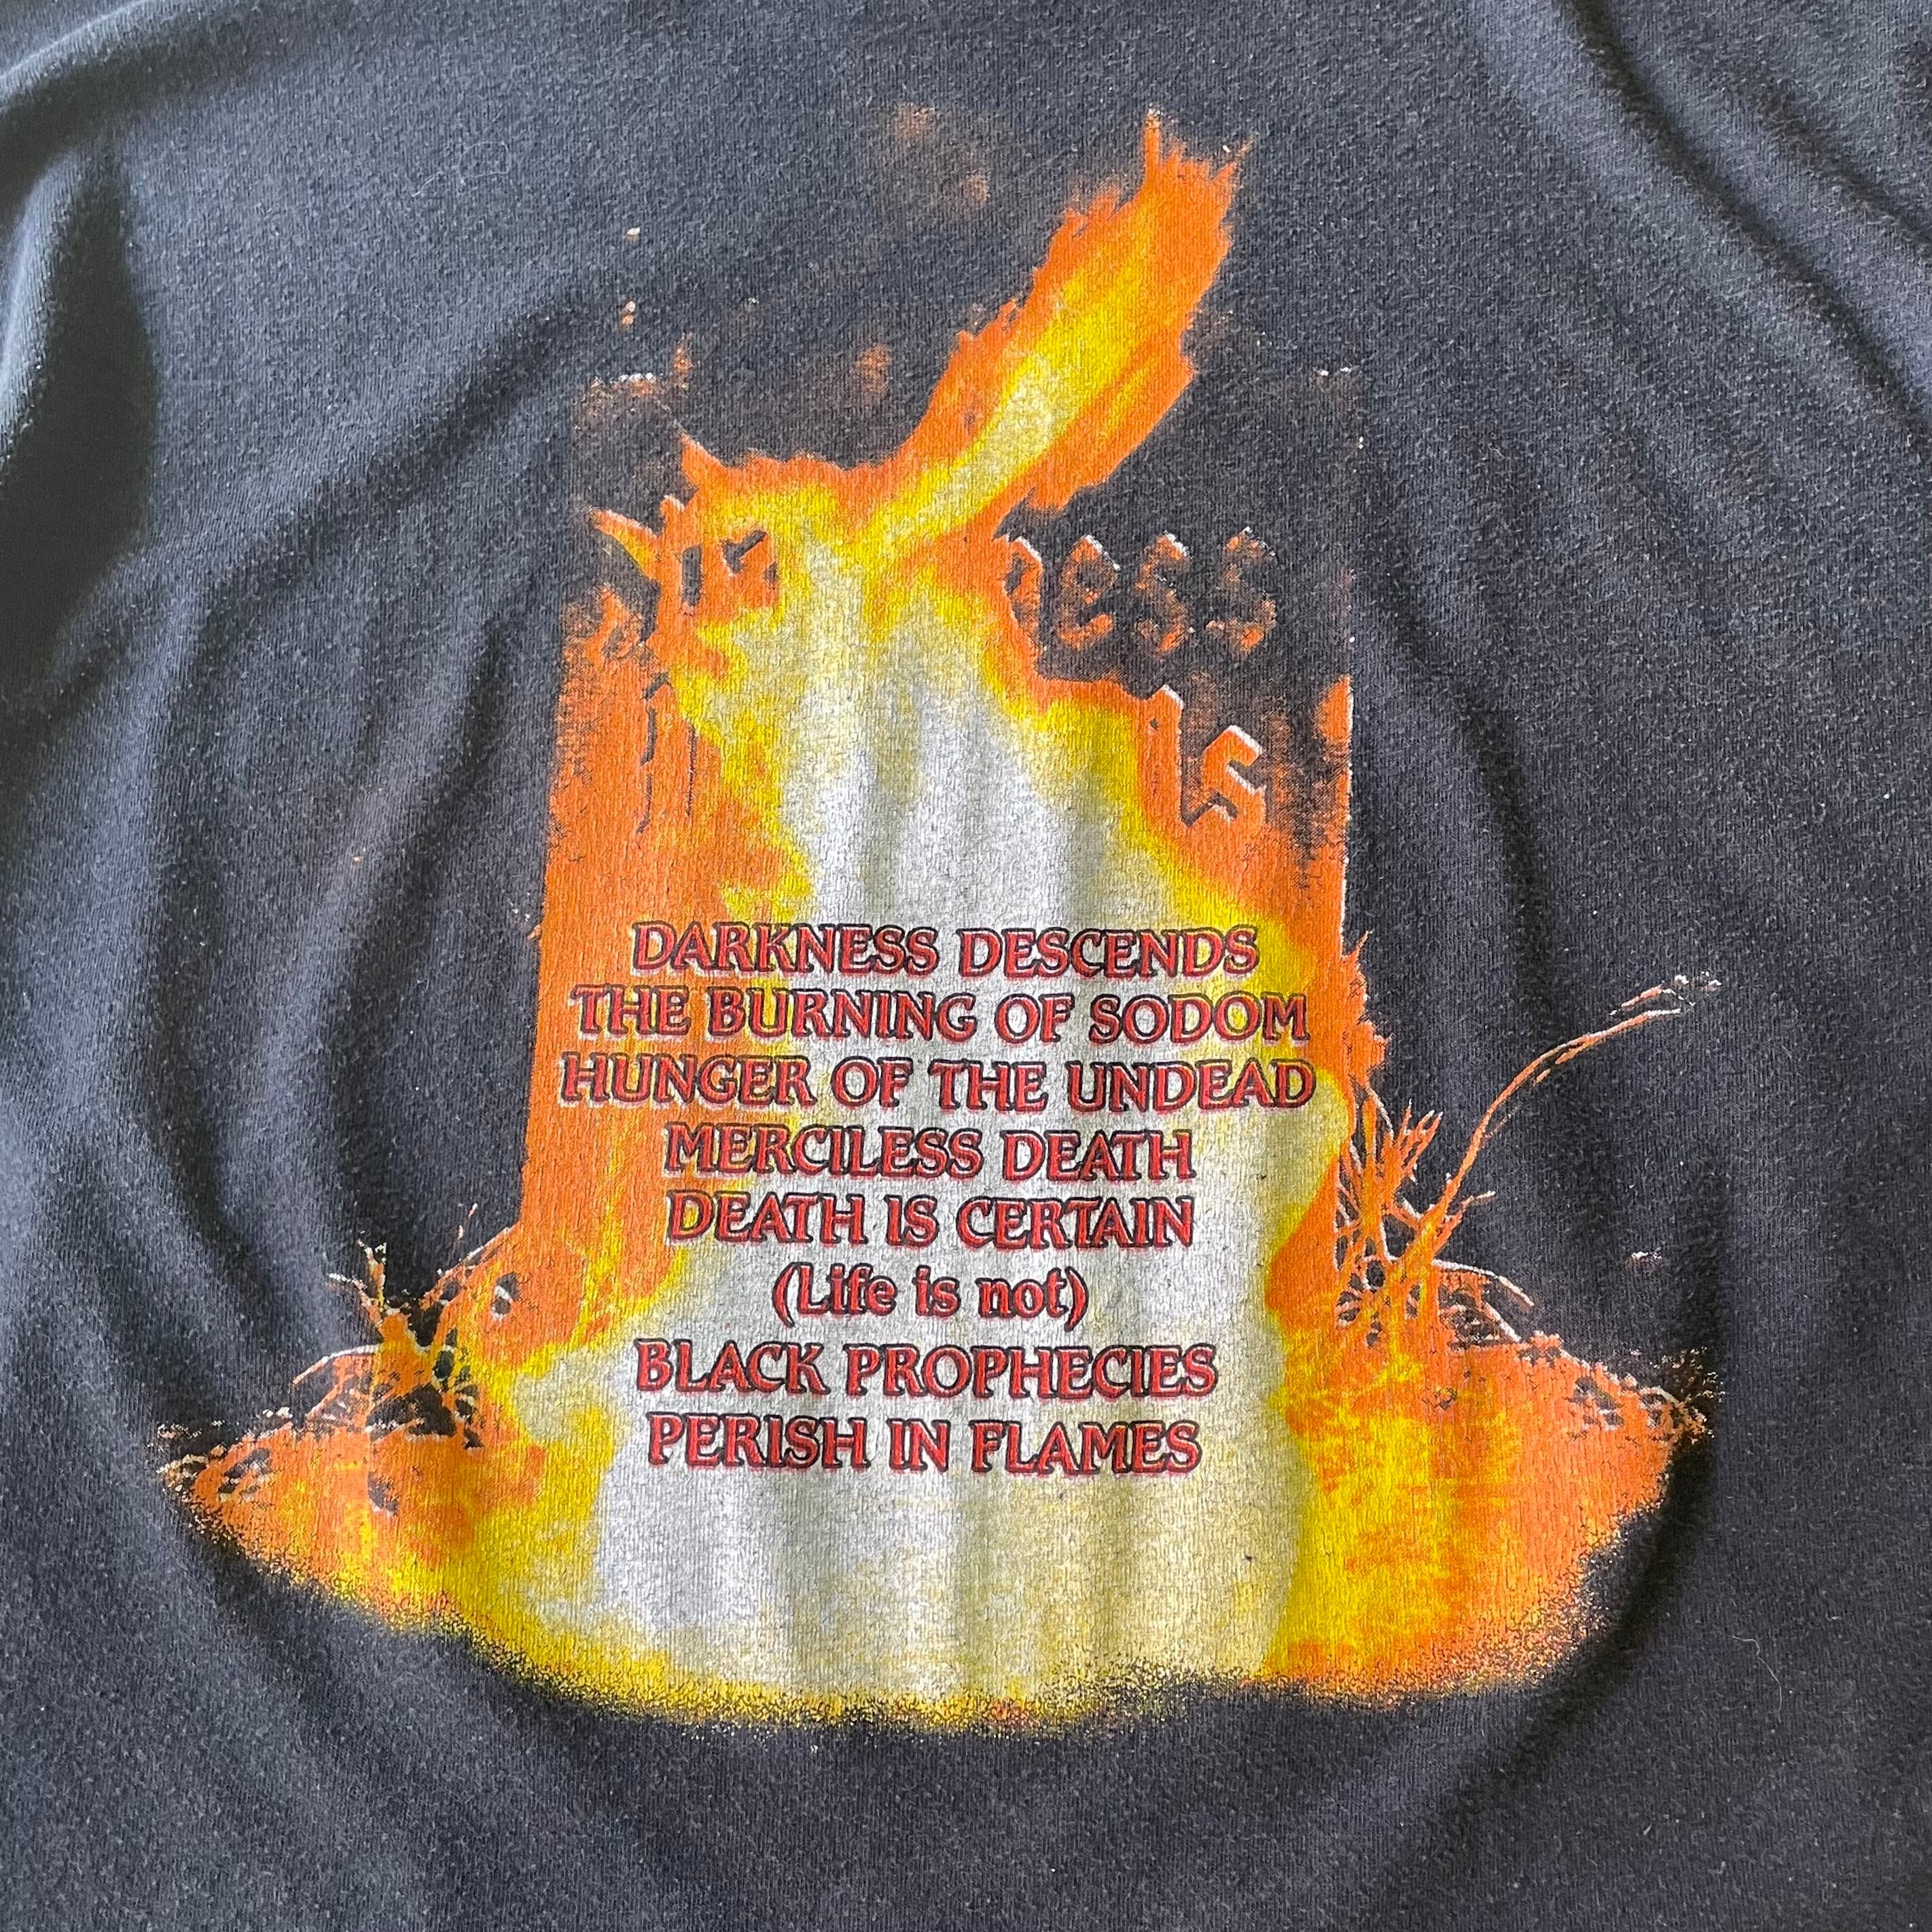 DARKNESS DESCENDS
THE BURNING OF SODOM
HUNGER OF THE UNDEAD
MERCILESS DEATH
DEATH IS CERTAIN
(Life is not)
BLACK PROPHECIES
PERISH IN FLAMES